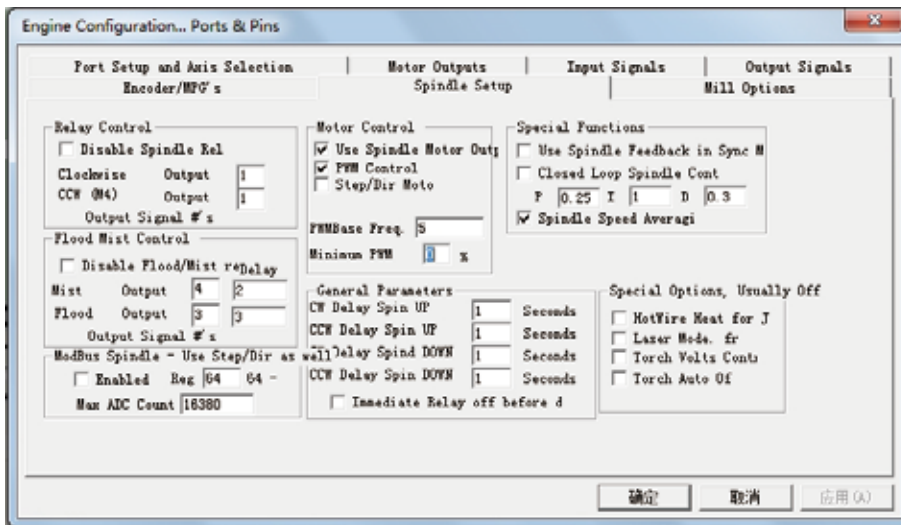 Engine Configuration... Ports & Pins
Port Setup and Axis Selection
Motor Outputs
Input Signals
Output Signals
Encoder/MPG's
Spindle Setup
Mill Options
Relay Control
Disable Spindle Rel
Clockwise Output 1
CCW (M4) Output 1
Output Signal #'s
Flood Mist Control
Disable Flood/Mist re Delay
Mist Output 4 2
Flood Output 3 3
Output Signal #'s
ModBus Spindle - Use Step/Dir as well
Enabled Reg 64 64 -
Max ADC Count 16380
Motor Control
Use Spindle Motor Outp
PWM Control
Step/Dir Moto
PWMBase Freq. 5
Minimum PWM 0 %
General Parameters
CW Delay Spin UP 1 Seconds
CCW Delay Spin UP 1 Seconds
Delay Spind DOWN 1 Seconds
CCW Delay Spin DOWN 1 Seconds
Immediate Relay off before d
Special Functions
Use Spindle Feedback in Sync M
Closed Loop Spindle Cont
P 0.25 I 1 D 0.3
Spindle Speed Averagi
Special Options, Usually Off
HotWire Heat for J
Laser Mode. fr
Torch Volts Cont
Torch Auto Of
确定
取消
应用(A)